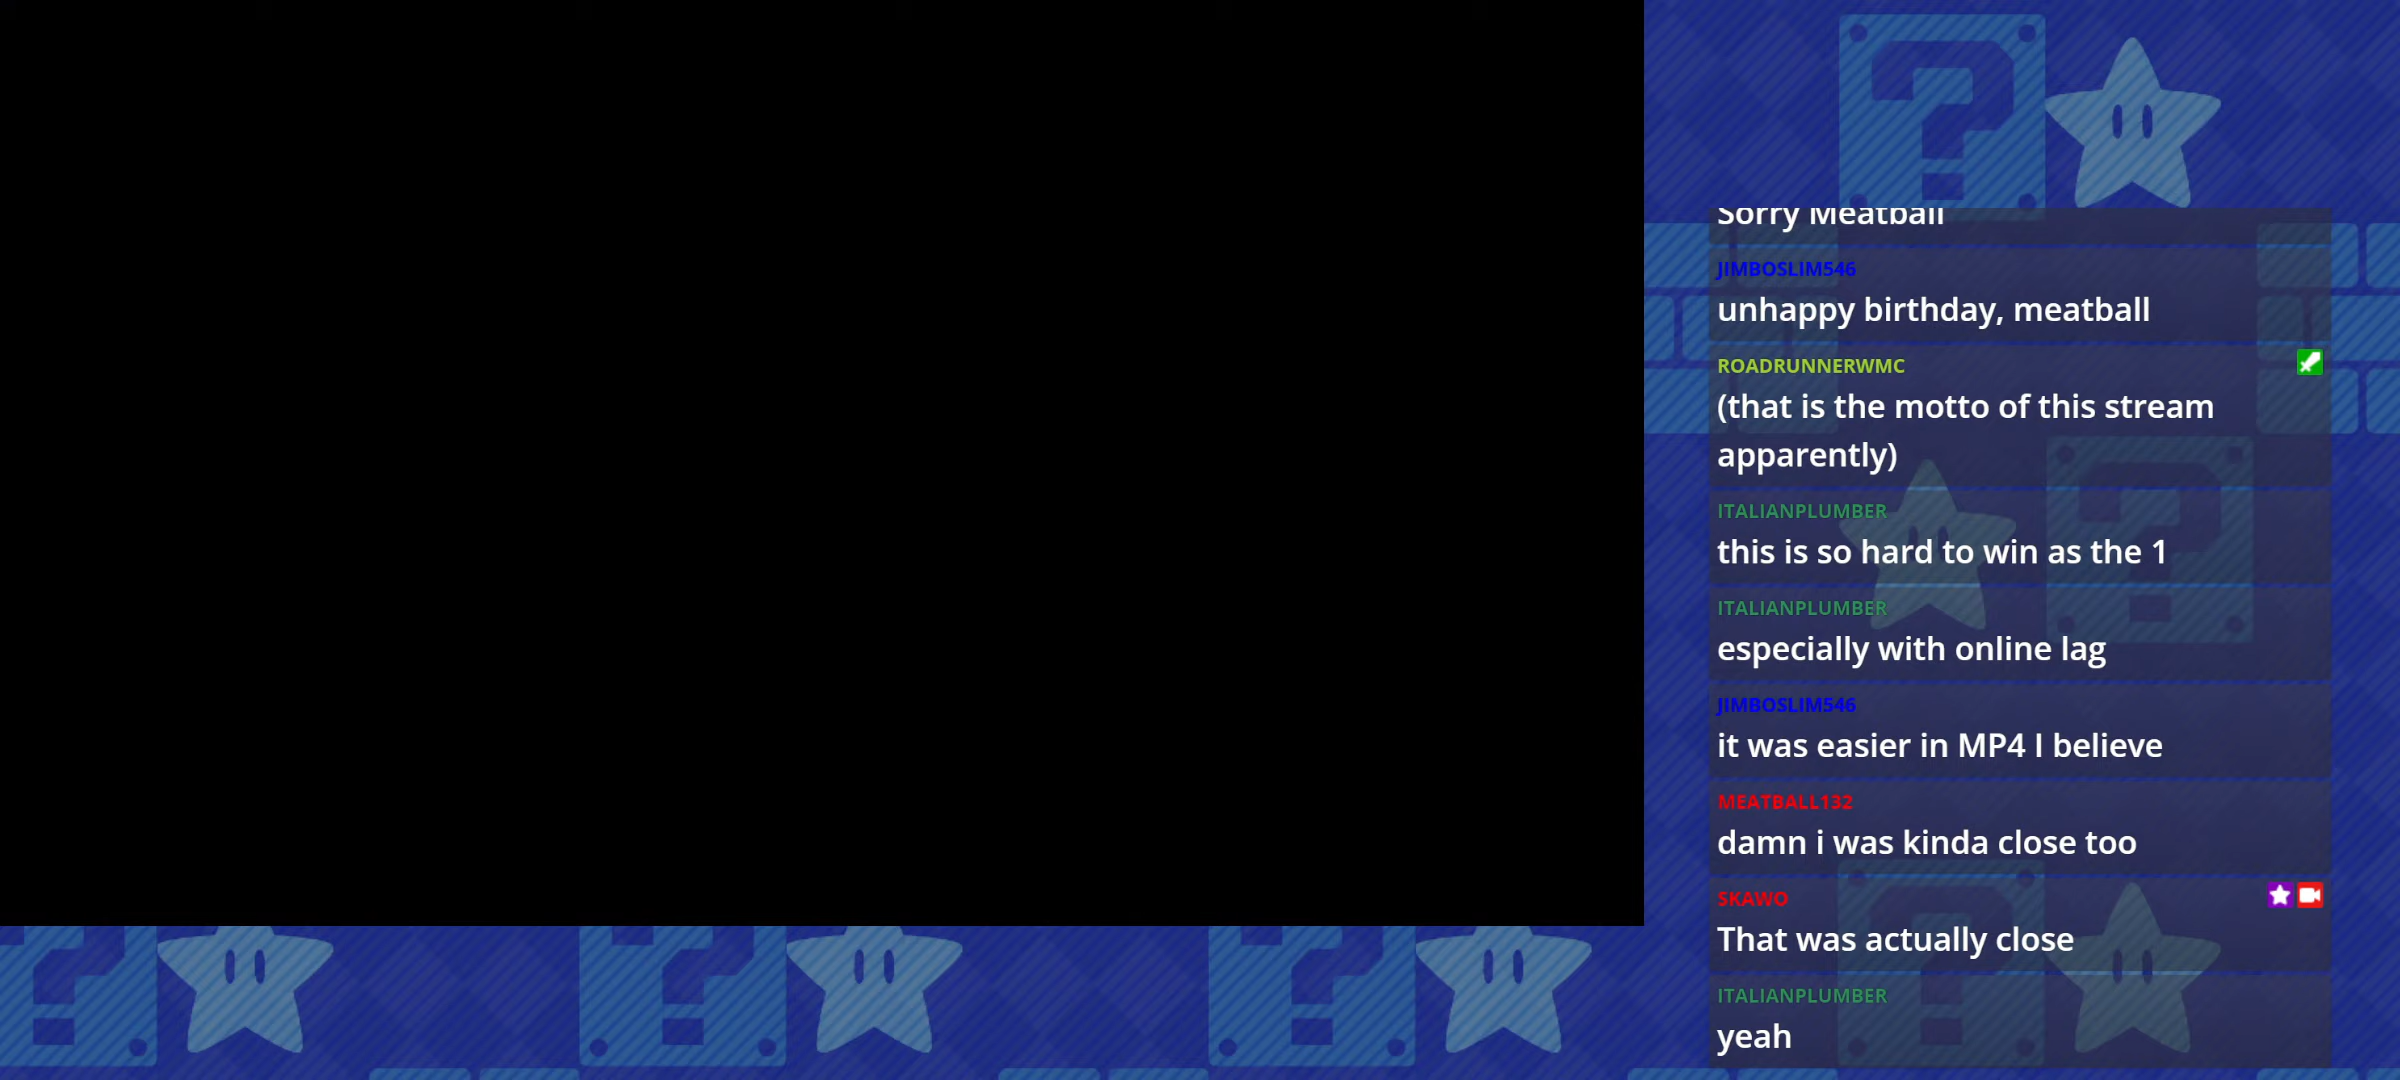 Sorry Meatball
JIMBOSLIM546
unhappy birthday, meatball
ROADRUNNERWMC
(that is the motto of this stream
apparently)
ITALIANPLUMBER
this is so hard to win as the 1
ITALIANPLUMBER
especially with online lag
JIMBOSLIM546
it was easier in MP4 I believe
MEATBALL132
damn i was kinda close too
SKAWO
That was actually close
ITALIANPLUMBER
yeah